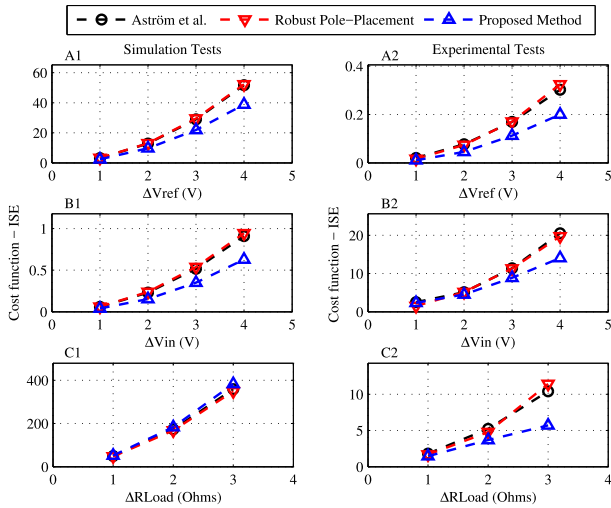 Aström et al. Robust Pole−Placement Proposed Method
Simulation Tests Experimental Tests
A1
60
40
20
0
0 1 2 3 4 5
ΔVref (V)
A2
0.4
0.2
0
0 1 2 3 4 5
ΔVref (V)
Cost function − ISE
B1
1
0.5
0
0 1 2 3 4 5
ΔVin (V)
Cost function − ISE
B2
20
10
0
0 1 2 3 4 5
ΔVin (V)
C1
400
200
0
0 1 2 3 4
ΔRLoad (Ohms)
C2
10
5
0
0 1 2 3 4
ΔRLoad (Ohms)